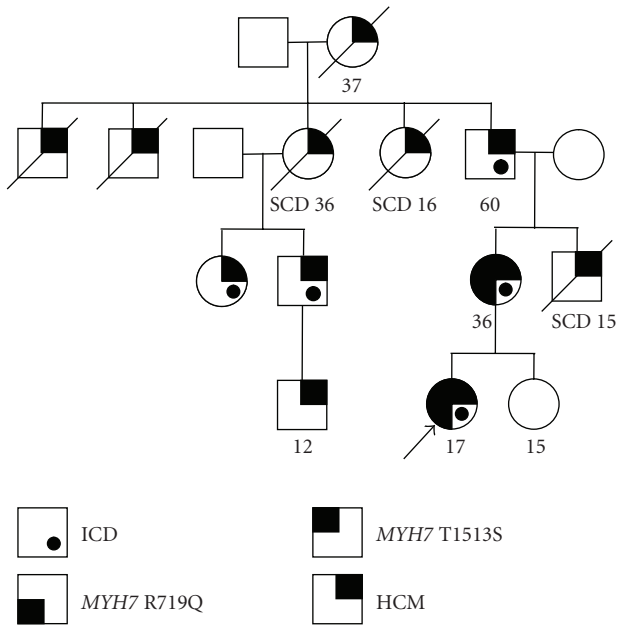 37
SCD 36
SCD 16
60
36
SCD 15
12
17
15
ICD
MYH7 T1513S
MYH7 R719Q
HCM